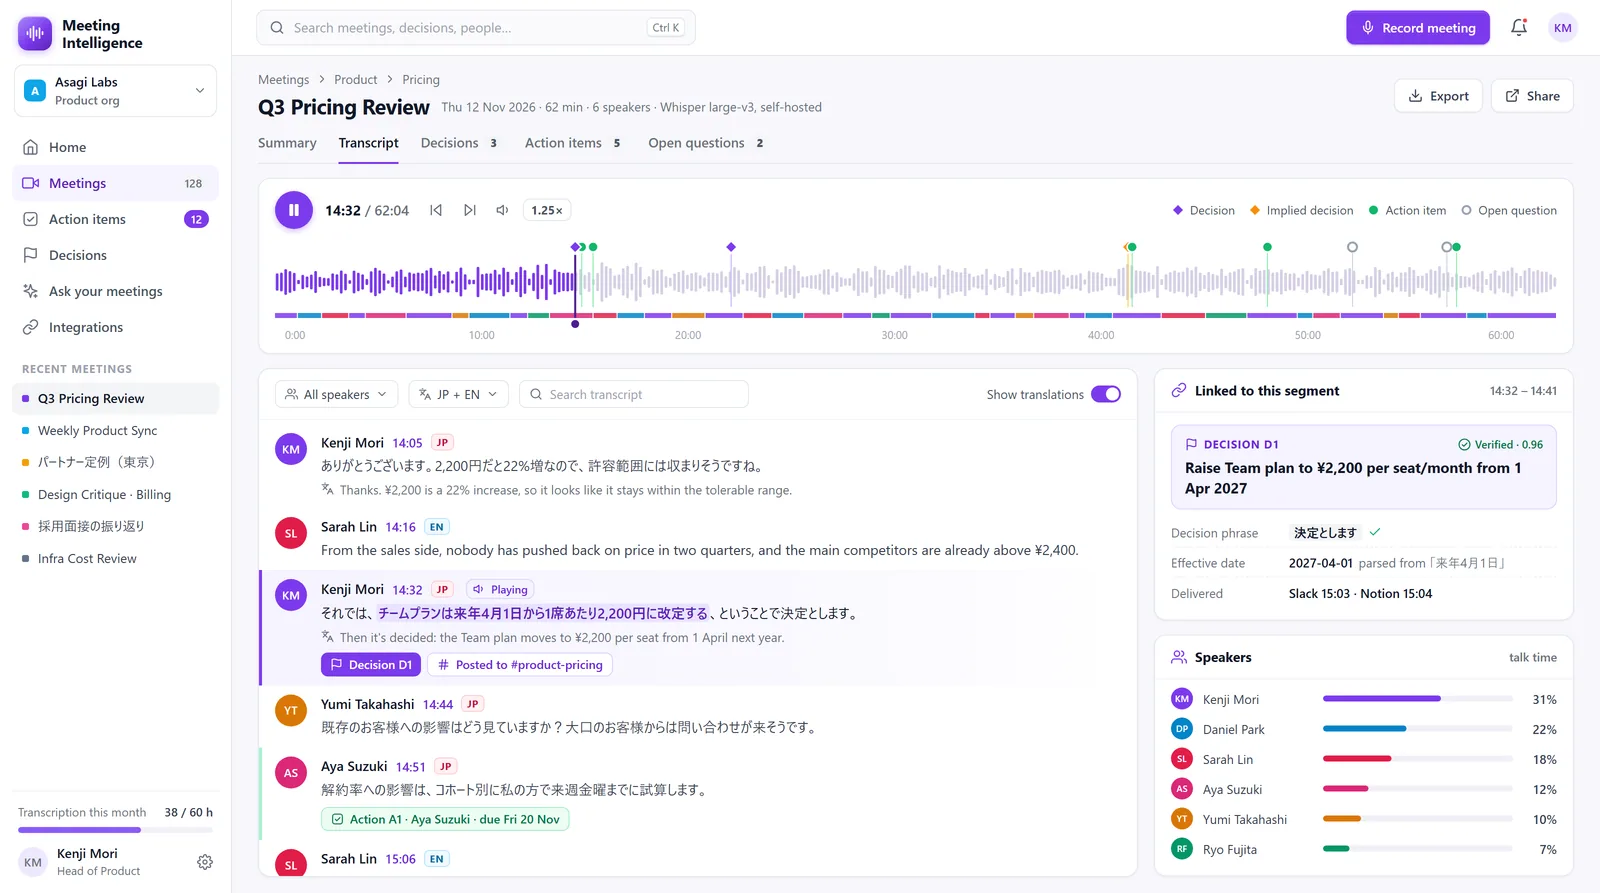 Meeting
Intelligence
A
Asagi Labs
Product org
Home
Meetings 128
Action items 12
Decisions
Ask your meetings
Integrations
RECENT MEETINGS
Q3 Pricing Review
Weekly Product Sync
パートナー定例（東京）
Design Critique · Billing
採用面接の振り返り
Infra Cost Review
Transcription this month 38 / 60 h
KM
Kenji Mori
Head of Product
Search meetings, decisions, people... Ctrl K
Record meeting
KM
Meetings > Product > Pricing
Q3 Pricing Review Thu 12 Nov 2026 · 62 min · 6 speakers · Whisper large-v3, self-hosted
Export Share
Summary Transcript Decisions 3 Action items 5 Open questions 2
14:32 / 62:04 1.25×
Decision Implied decision Action item Open question
0:00 10:00 20:00 30:00 40:00 50:00 60:00
All speakers JP + EN Search transcript Show translations
KM Kenji Mori 14:05 JP
ありがとうございます。2,200円だと22%増なので、許容範囲には収まりそうですね。
Thanks. ¥2,200 is a 22% increase, so it looks like it stays within the tolerable range.
SL Sarah Lin 14:16 EN
From the sales side, nobody has pushed back on price in two quarters, and the main competitors are already above ¥2,400.
KM Kenji Mori 14:32 JP Playing
それでは、チームプランは来年4月1日から1席あたり2,200円に改定する、ということで決定とします。
Then it's decided: the Team plan moves to ¥2,200 per seat from 1 April next year.
Decision D1 # Posted to #product-pricing
YT Yumi Takahashi 14:44 JP
既存のお客様への影響はどう見ていますか？大口のお客様からは問い合わせが来そうです。
AS Aya Suzuki 14:51 JP
解約率への影響は、コホート別に私の方で来週金曜までに試算します。
Action A1 · Aya Suzuki · due Fri 20 Nov
SL Sarah Lin 15:06 EN
Linked to this segment 14:32 – 14:41
DECISION D1 Verified · 0.96
Raise Team plan to ¥2,200 per seat/month from 1
Apr 2027
Decision phrase 決定とします
Effective date 2027-04-01 parsed from「来年4月1日」
Delivered Slack 15:03 · Notion 15:04
Speakers talk time
KM Kenji Mori 31%
DP Daniel Park 22%
SL Sarah Lin 18%
AS Aya Suzuki 12%
YT Yumi Takahashi 10%
RF Ryo Fujita 7%